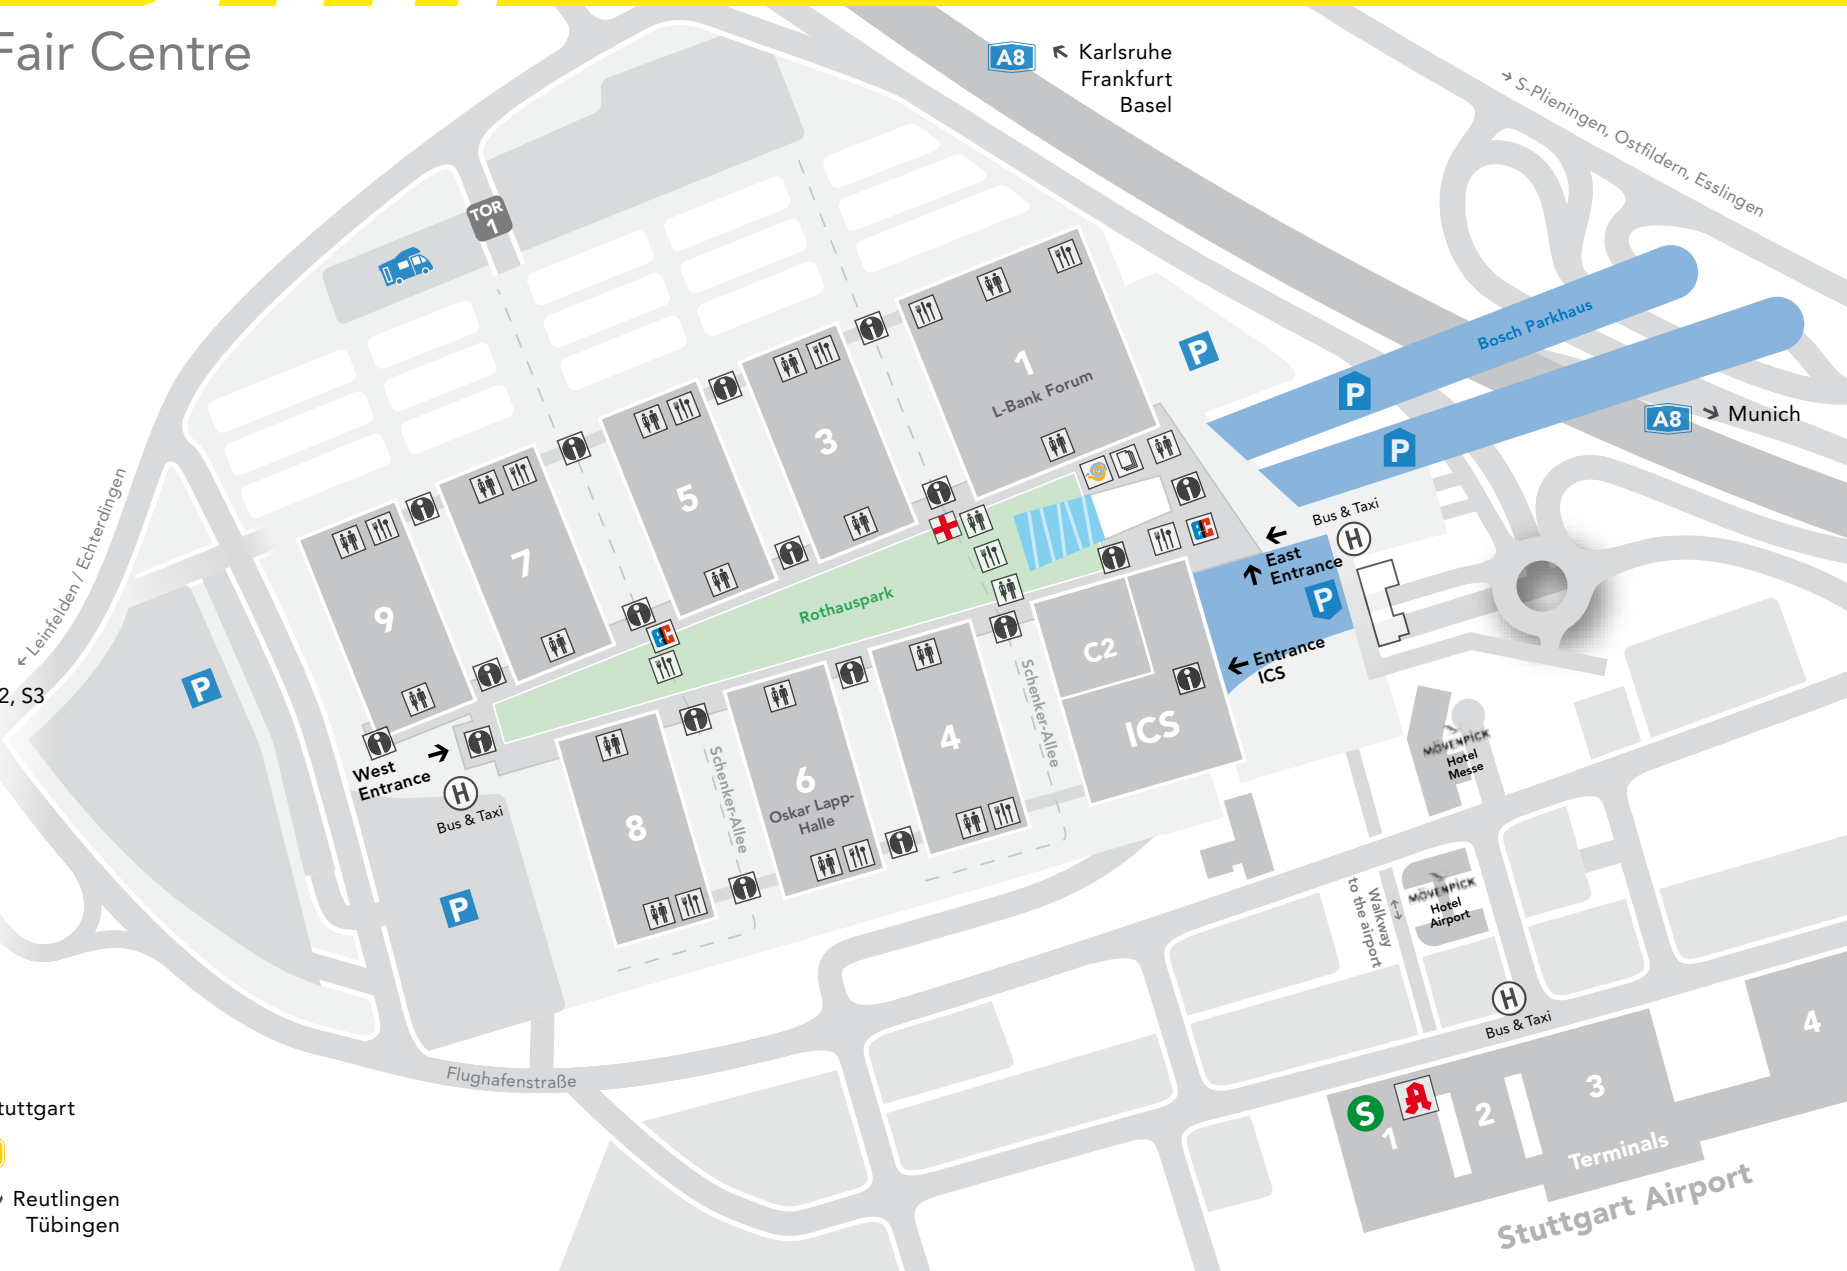 Fair Centre
A8
Karlsruhe
Frankfurt
Basel
S-Plieningen, Ostfildern, Esslingen
TOR
1
Bosch Parkhaus
P
P
P
A8
Munich
1
L-Bank Forum
3
5
7
9
Leinfelden / Echterdingen
P
2, S3
Rothauspark
Bus & Taxi
H
East
Entrance
P
Entrance
ICS
C2
ICS
Schenker-Allee
4
6
Oskar Lapp-
Halle
Schenker-Allee
8
West
Entrance
H
Bus & Taxi
P
MÖVENPICK
Hotel
Messe
MÖVENPICK
Hotel
Airport
Walkway
to the airport
H
Bus & Taxi
Flughafenstraße
S
1
2
3
4
Terminals
Stuttgart Airport
tuttgart
Reutlingen
Tübingen